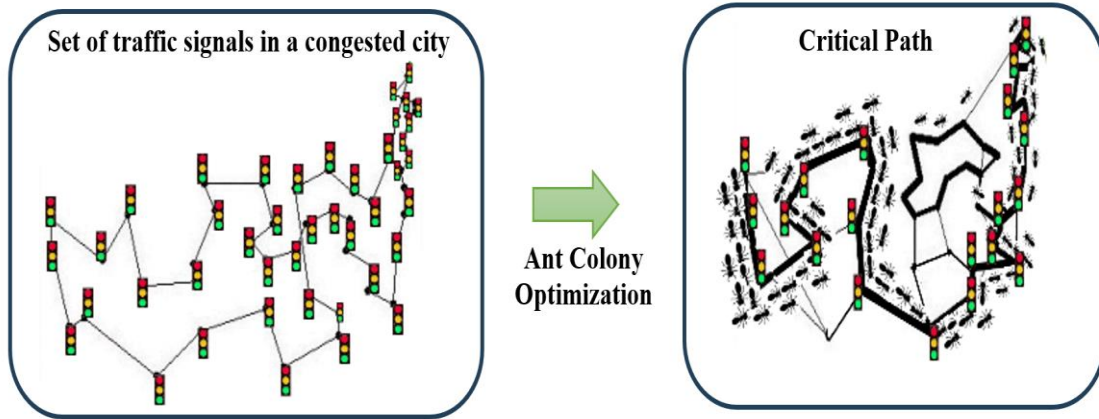 Set of traffic signals in a congested city
Ant Colony
Optimization
Critical Path